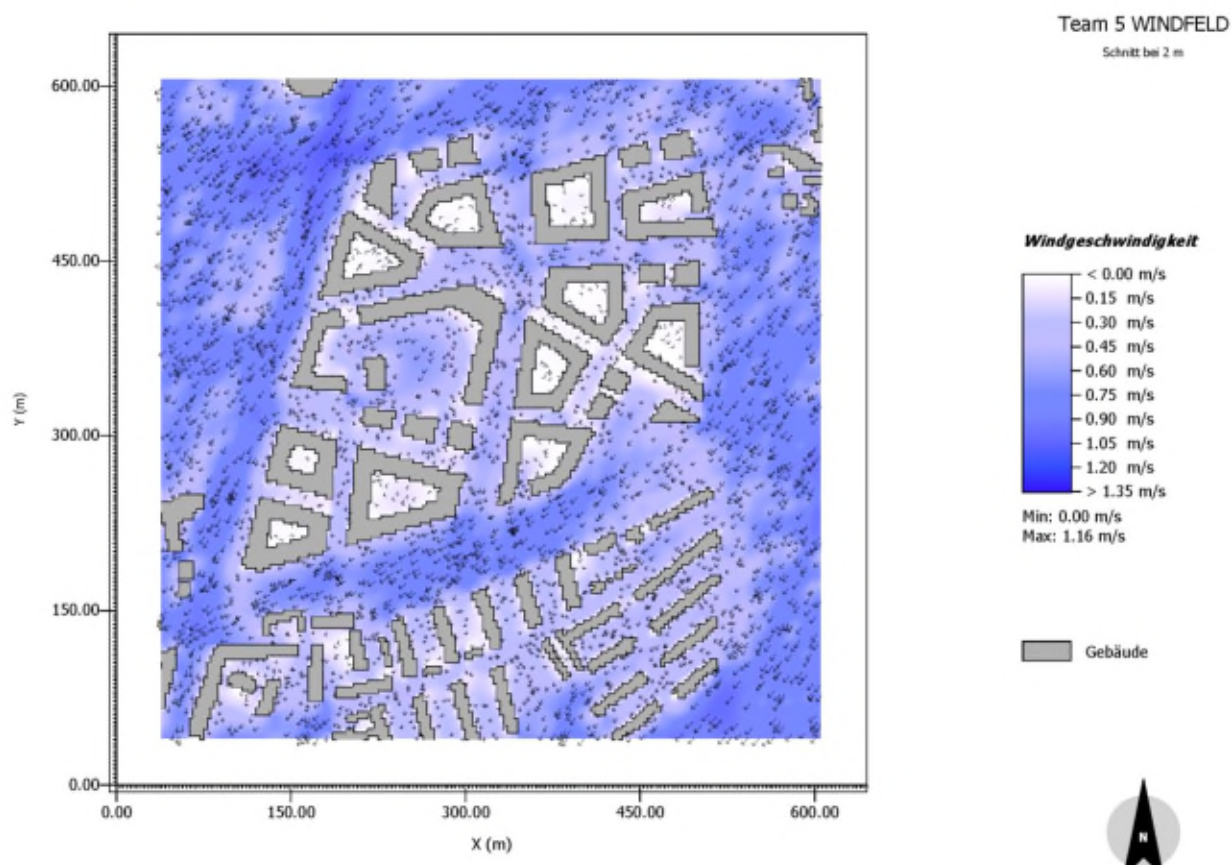 Team 5 WINDFELD
Schnitt bei 2 m
600.00
450.00
300.00
150.00
0.00
Y (m)
0.00 150.00 300.00 450.00 600.00
X (m)
Windgeschwindigkeit
< 0.00 m/s
0.15 m/s
0.30 m/s
0.45 m/s
0.60 m/s
0.75 m/s
0.90 m/s
1.05 m/s
1.20 m/s
> 1.35 m/s
Min: 0.00 m/s
Max: 1.16 m/s
Gebäude
N